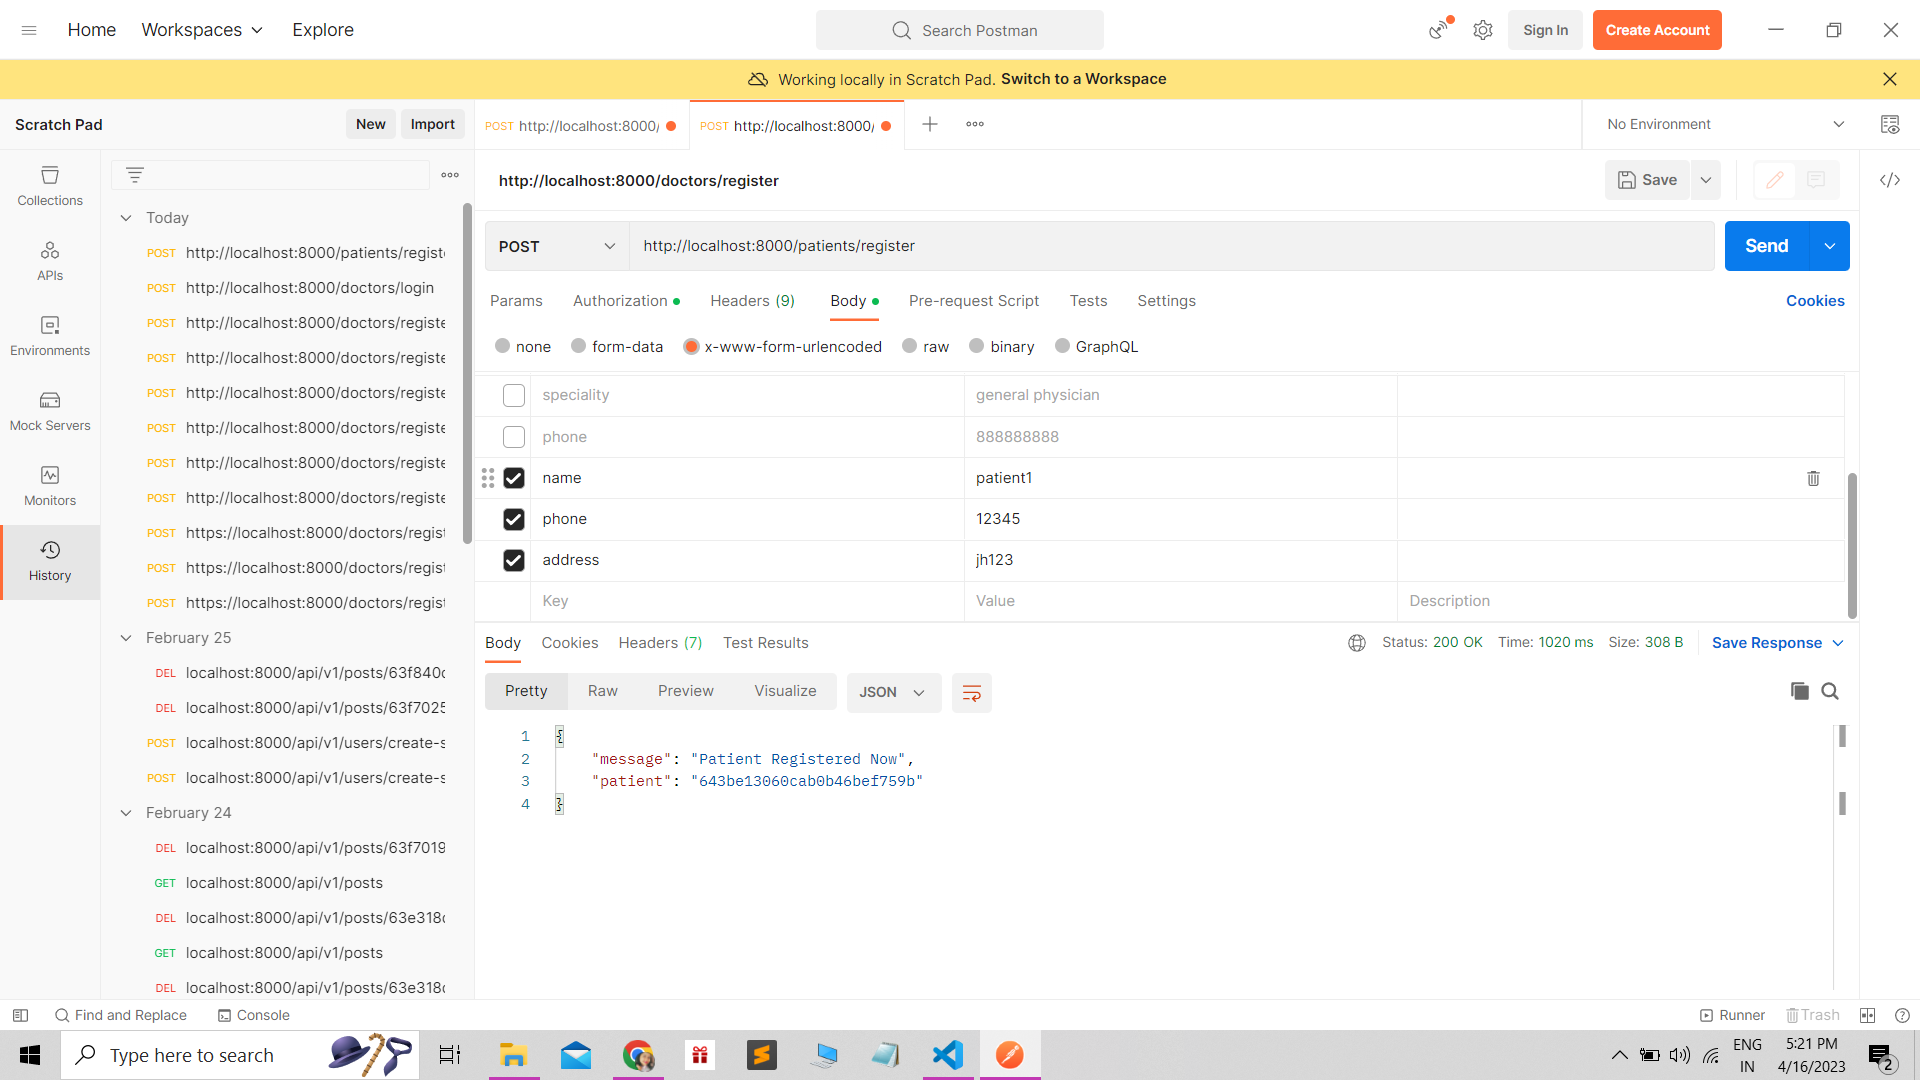 Home Workspaces Explore Search Postman Sign In Create Account
Working locally in Scratch Pad. Switch to a Workspace
Scratch Pad New Import
POST http://localhost:8000/ POST http://localhost:8000/ No Environment
Collections
APIs
Environments
Mock Servers
Monitors
History
Today
POST http://localhost:8000/patients/registe
POST http://localhost:8000/doctors/login
POST http://localhost:8000/doctors/registe
POST http://localhost:8000/doctors/registe
POST http://localhost:8000/doctors/registe
POST http://localhost:8000/doctors/registe
POST http://localhost:8000/doctors/registe
POST http://localhost:8000/doctors/registe
POST https://localhost:8000/doctors/regist
POST https://localhost:8000/doctors/regist
POST https://localhost:8000/doctors/regist
February 25
DEL localhost:8000/api/v1/posts/63f840c
DEL localhost:8000/api/v1/posts/63f7025
POST localhost:8000/api/v1/users/create-s
POST localhost:8000/api/v1/users/create-s
February 24
DEL localhost:8000/api/v1/posts/63f7019
GET localhost:8000/api/v1/posts
DEL localhost:8000/api/v1/posts/63e318c
GET localhost:8000/api/v1/posts
DEL localhost:8000/api/v1/posts/63e318c
http://localhost:8000/doctors/register Save
POST http://localhost:8000/patients/register Send
Params Authorization Headers (9) Body Pre-request Script Tests Settings Cookies
none form-data x-www-form-urlencoded raw binary GraphQL
speciality general physician
phone 888888888
name patient1
phone 12345
address jh123
Key Value Description
Body Cookies Headers (7) Test Results Status: 200 OK Time: 1020 ms Size: 308 B Save Response
Pretty Raw Preview Visualize JSON
1 {
2 "message": "Patient Registered Now",
3 "patient": "643be13060cab0b46bef759b"
4 }
Find and Replace Console Runner Trash
Type here to search
ENG
IN
5:21 PM
4/16/2023
2